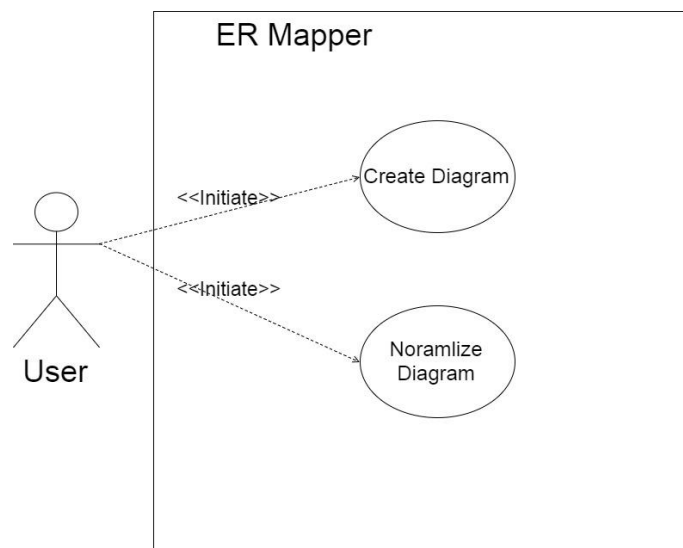 ER Mapper
Create Diagram
<<Initiate>>
<<Initiate>>
Noramlize
Diagram
User